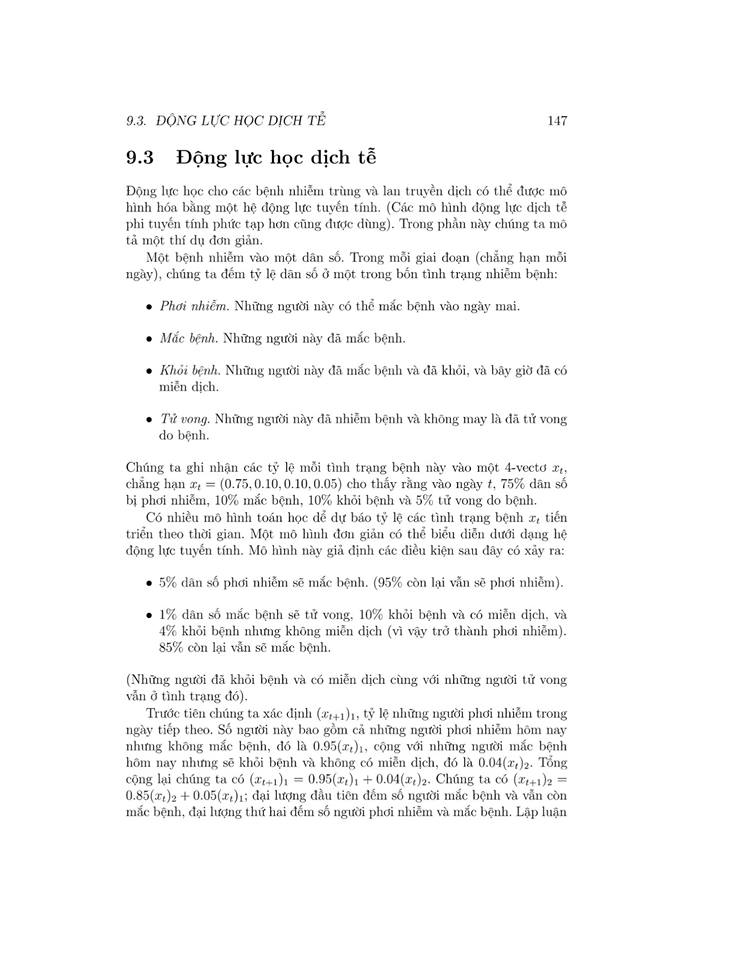 9.3. ĐỘNG LỰC HỌC DỊCH TỄ 147
9.3 Động lực học dịch tễ
Động lực học cho các bệnh nhiễm trùng và lan truyền dịch có thể được mô
hình hóa bằng một hệ động lực tuyến tính. (Các mô hình động lực dịch tễ
phi tuyến tính phức tạp hơn cũng được dùng). Trong phần này chúng ta mô
tả một thí dụ đơn giản.
Một bệnh nhiễm vào một dân số. Trong mỗi giai đoạn (chẳng hạn mỗi
ngày), chúng ta đếm tỷ lệ dân số ở một trong bốn tình trạng nhiễm bệnh:
• Phơi nhiễm. Những người này có thể mắc bệnh vào ngày mai.
• Mắc bệnh. Những người này đã mắc bệnh.
• Khỏi bệnh. Những người này đã mắc bệnh và đã khỏi, và bây giờ đã có
miễn dịch.
• Tử vong. Những người này đã nhiễm bệnh và không may là đã tử vong
do bệnh.
Chúng ta ghi nhận các tỷ lệ mỗi tình trạng bệnh này vào một 4-vectơ xₜ,
chẳng hạn xₜ = (0.75, 0.10, 0.10, 0.05) cho thấy rằng vào ngày t, 75% dân số
bị phơi nhiễm, 10% mắc bệnh, 10% khỏi bệnh và 5% tử vong do bệnh.
Có nhiều mô hình toán học để dự báo tỷ lệ các tình trạng bệnh xₜ tiến
triển theo thời gian. Một mô hình đơn giản có thể biểu diễn dưới dạng hệ
động lực tuyến tính. Mô hình này giả định các điều kiện sau đây có xảy ra:
• 5% dân số phơi nhiễm sẽ mắc bệnh. (95% còn lại vẫn sẽ phơi nhiễm).
• 1% dân số mắc bệnh sẽ tử vong, 10% khỏi bệnh và có miễn dịch, và
4% khỏi bệnh nhưng không miễn dịch (vì vậy trở thành phơi nhiễm).
85% còn lại vẫn sẽ mắc bệnh.
(Những người đã khỏi bệnh và có miễn dịch cùng với những người tử vong
vẫn ở tình trạng đó).
Trước tiên chúng ta xác định (xₜ₊₁)₁, tỷ lệ những người phơi nhiễm trong
ngày tiếp theo. Số người này bao gồm cả những người phơi nhiễm hôm nay
nhưng không mắc bệnh, đó là 0.95(xₜ)₁, cộng với những người mắc bệnh
hôm nay nhưng sẽ khỏi bệnh và không có miễn dịch, đó là 0.04(xₜ)₂. Tổng
cộng lại chúng ta có (xₜ₊₁)₁ = 0.95(xₜ)₁ + 0.04(xₜ)₂. Chúng ta có (xₜ₊₁)₂ =
0.85(xₜ)₂ + 0.05(xₜ)₁; đại lượng đầu tiên đếm số người mắc bệnh và vẫn còn
mắc bệnh, đại lượng thứ hai đếm số người phơi nhiễm và mắc bệnh. Lập luận